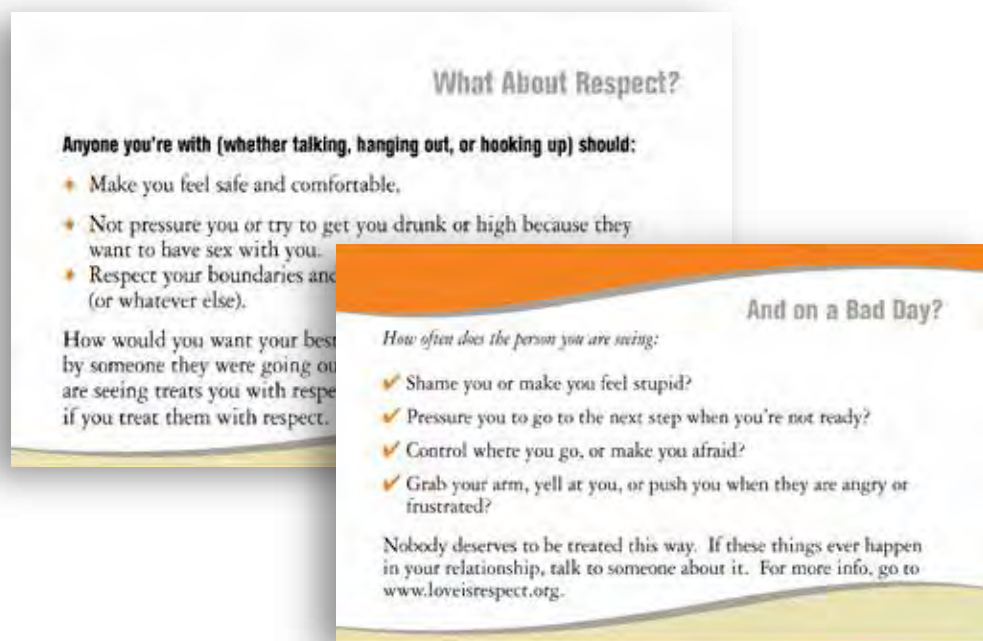 What About Respect?
Anyone you're with (whether talking, hanging out, or hooking up) should:
Make you feel safe and comfortable.
Not pressure you or try to get you drunk or high because they
want to have sex with you.
Respect your boundaries and
(or whatever else).
How would you want your best
by someone they were going ou
are seeing treats you with respe
if you treat them with respect.
And on a Bad Day?
How often does the person you are seeing:
✔ Shame you or make you feel stupid?
✔ Pressure you to go to the next step when you're not ready?
✔ Control where you go, or make you afraid?
✔ Grab your arm, yell at you, or push you when they are angry or
frustrated?
Nobody deserves to be treated this way. If these things ever happen
in your relationship, talk to someone about it. For more info, go to
www.loveisrespect.org.